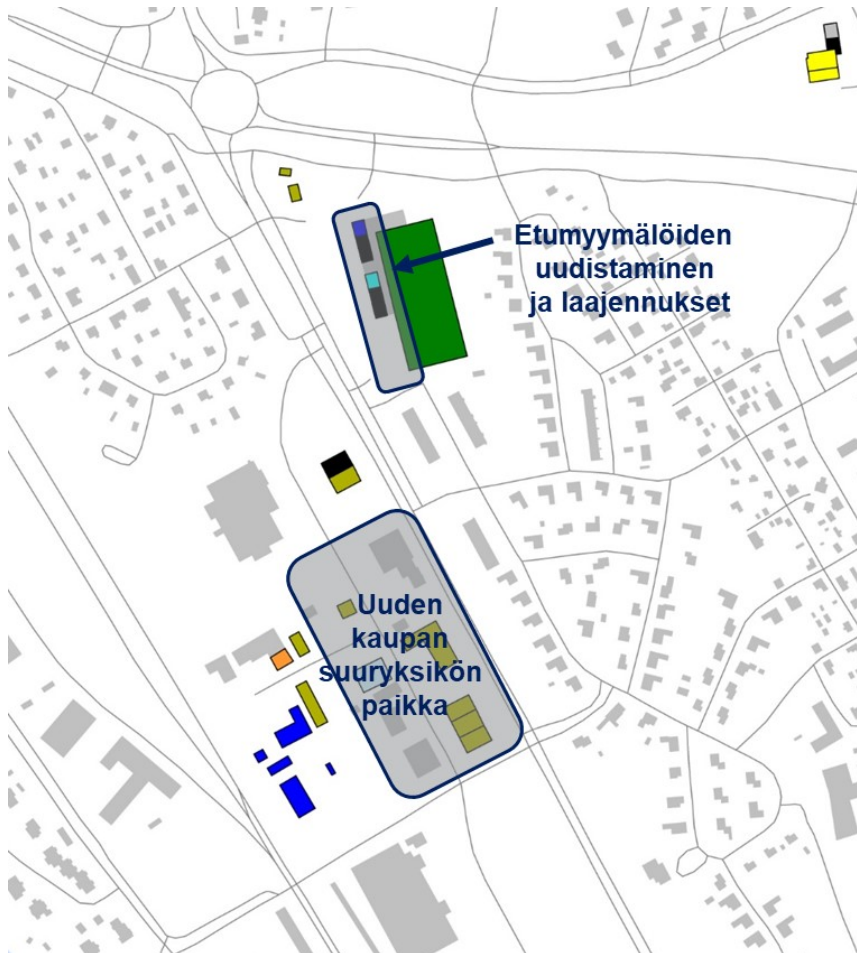 Etumyymälöiden
uudistaminen
ja laajennukset
Uuden
kaupan
suuryksikön
paikka